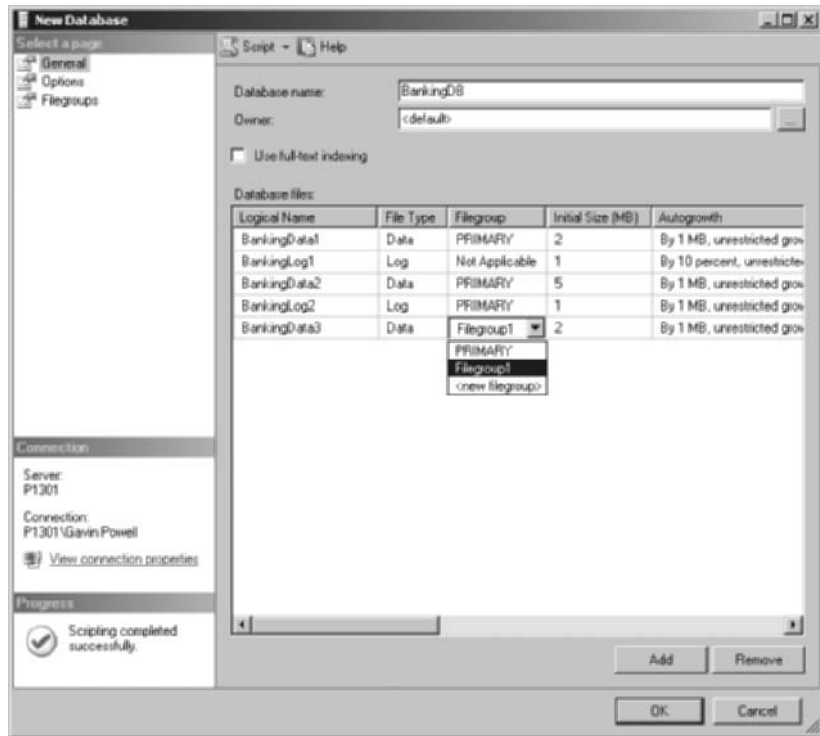 New Database
Select a page
General
Options
Filegroups
Script Help
Database name: BankingDB
Owner: <default>
...
Use full-text indexing
Database files:
Logical Name File Type Filegroup Initial Size (MB) Autogrowth
BankingData1 Data PRIMARY 2 By 1 MB, unrestricted grow
BankingLog1 Log Not Applicable 1 By 10 percent, unrestricte
BankingData2 Data PRIMARY 5 By 1 MB, unrestricted grow
BankingLog2 Log PRIMARY 1 By 1 MB, unrestricted grow
BankingData3 Data Filegroup1 2 By 1 MB, unrestricted grow
PRIMARY
Filegroup1
<new filegroup>
Connection
Server:
P1301
Connection:
P1301\Gavin Powell
View connection properties
Progress
Scripting completed
successfully.
Add Remove
OK Cancel